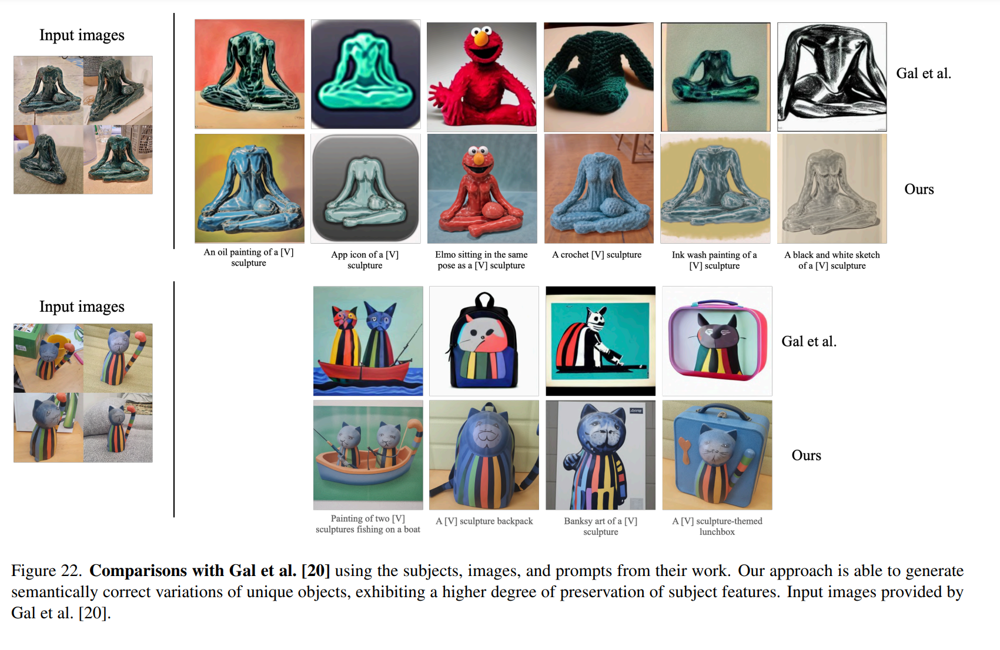 Input images
Gal et al.
Ours
An oil painting of a [V]
sculpture
App icon of a [V]
sculpture
Elmo sitting in the same
pose as a [V] sculpture
A crochet [V] sculpture
Ink wash painting of a
[V] sculpture
A black and white sketch
of a [V] sculpture
Input images
Gal et al.
Ours
Painting of two [V]
sculptures fishing on a boat
A [V] sculpture backpack
Banksy art of a [V]
sculpture
A [V] sculpture-themed
lunchbox
Figure 22. Comparisons with Gal et al. [20] using the subjects, images, and prompts from their work. Our approach is able to generate
semantically correct variations of unique objects, exhibiting a higher degree of preservation of subject features. Input images provided by
Gal et al. [20].